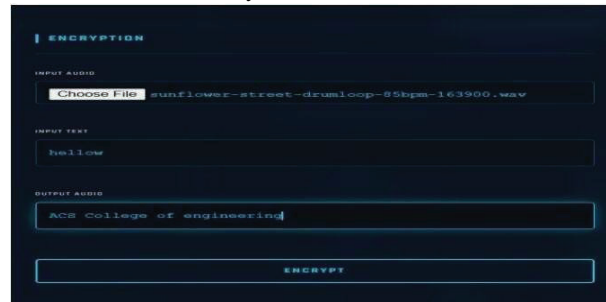 ENCRYPTION
INPUT AUDIO
Choose File sunflower-street-drumloop-85bpm-163900.wav
INPUT TEXT
hellow
OUTPUT AUDIO
ACS College of engineering
ENCRYPT